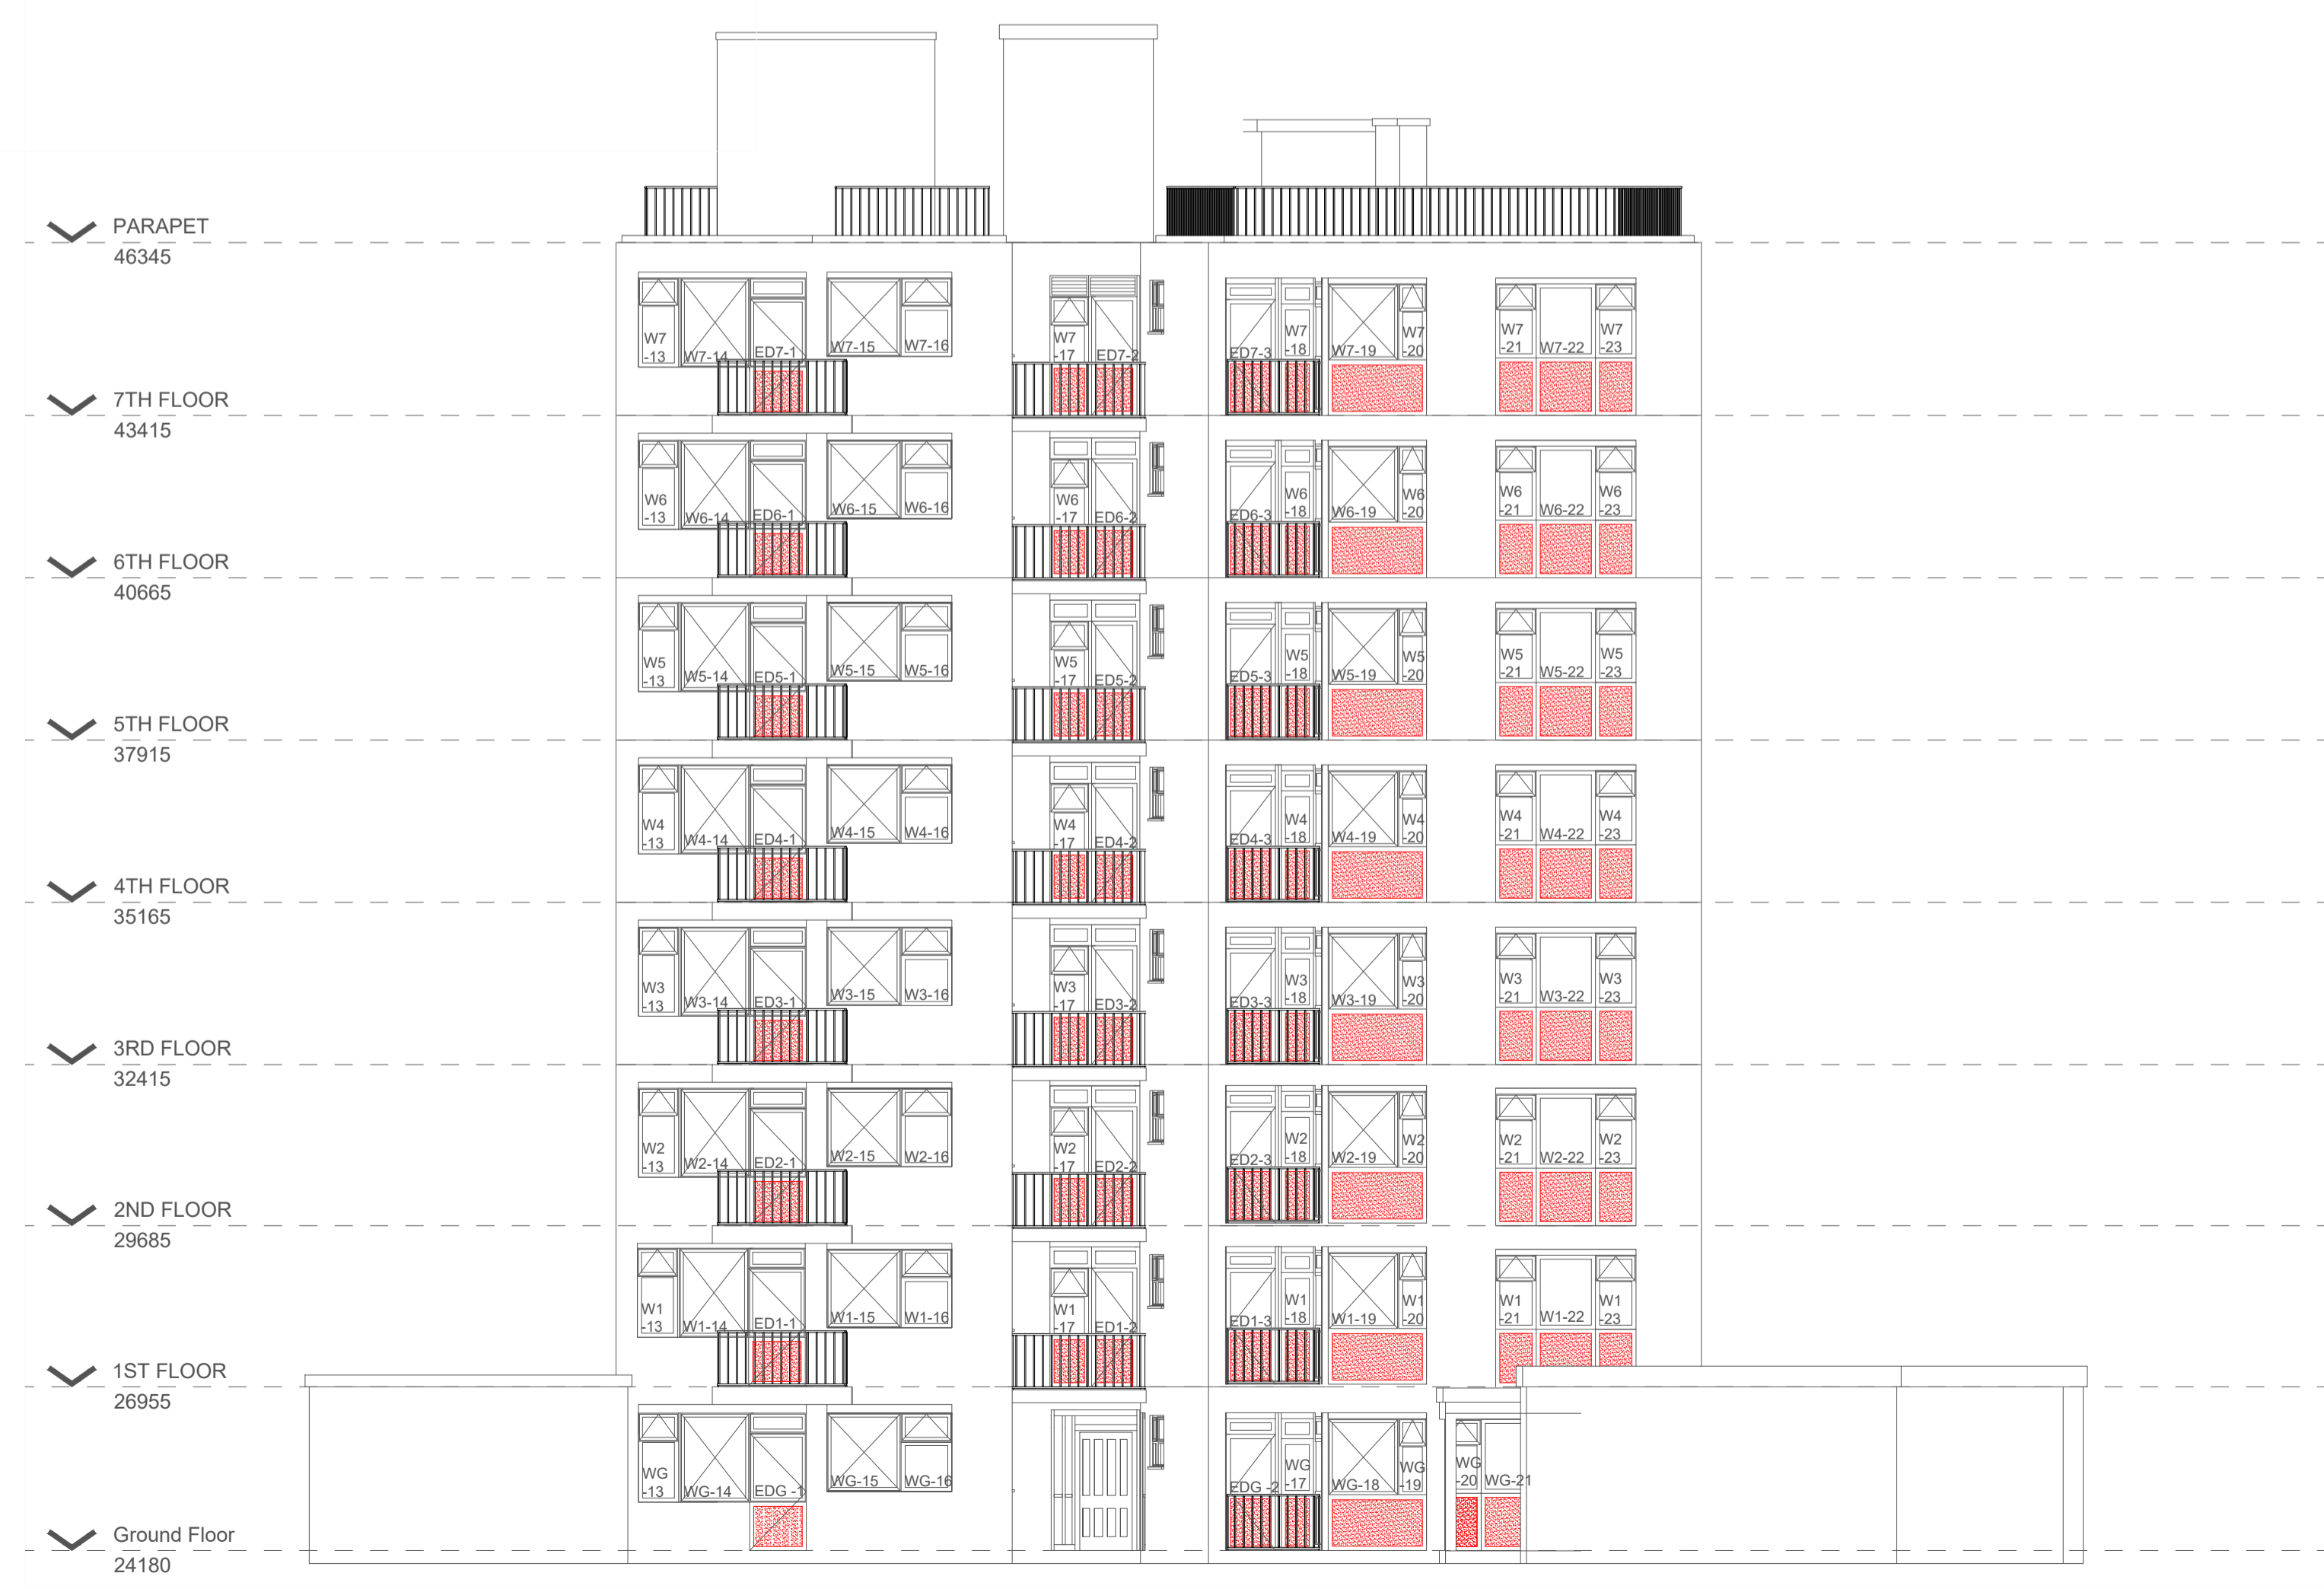 PARAPET
46345
W7
-13
W7-14
ED7-1
W7-15
W7-16
W7
-17
ED7-2
ED7-3
W7
-18
W7-19
W7
-20
W7
-21
W7-22
W7
-23
7TH FLOOR
43415
W6
-13
W6-14
ED6-1
W6-15
W6-16
W6
-17
ED6-2
ED6-3
W6
-18
W6-19
W6
-20
W6
-21
W6-22
W6
-23
6TH FLOOR
40665
W5
-13
W5-14
ED5-1
W5-15
W5-16
W5
-17
ED5-2
ED5-3
W5
-18
W5-19
W5
-20
W5
-21
W5-22
W5
-23
5TH FLOOR
37915
W4
-13
W4-14
ED4-1
W4-15
W4-16
W4
-17
ED4-2
ED4-3
W4
-18
W4-19
W4
-20
W4
-21
W4-22
W4
-23
4TH FLOOR
35165
W3
-13
W3-14
ED3-1
W3-15
W3-16
W3
-17
ED3-2
ED3-3
W3
-18
W3-19
W3
-20
W3
-21
W3-22
W3
-23
3RD FLOOR
32415
W2
-13
W2-14
ED2-1
W2-15
W2-16
W2
-17
ED2-2
ED2-3
W2
-18
W2-19
W2
-20
W2
-21
W2-22
W2
-23
2ND FLOOR
29685
W1
-13
W1-14
ED1-1
W1-15
W1-16
W1
-17
ED1-2
ED1-3
W1
-18
W1-19
W1
-20
W1
-21
W1-22
W1
-23
1ST FLOOR
26955
WG
-13
WG-14
EDG -1
WG-15
WG-16
EDG -2
WG
-17
WG-18
WG
-19
WG
-20
WG-21
Ground Floor
24180